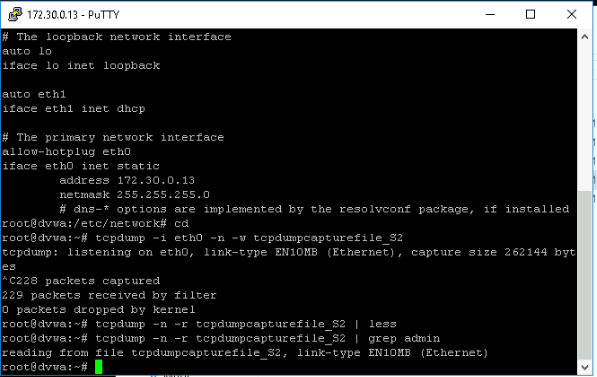 172.30.0.13 - PuTTY
# The loopback network interface
auto lo
iface lo inet loopback
auto eth1
iface eth1 inet dhcp
# The primary network interface
allow-hotplug eth0
iface eth0 inet static
address 172.30.0.13
netmask 255.255.255.0
# dns-* options are implemented by the resolvconf package, if installed
root@dvwa:/etc/network# cd
root@dvwa:~# tcpdump -i eth0 -n -w tcpdumpcapturefile_S2
tcpdump: listening on eth0, link-type EN10MB (Ethernet), capture size 262144 byt
es
^C228 packets captured
229 packets received by filter
0 packets dropped by kernel
root@dvwa:~# tcpdump -n -r tcpdumpcapturefile_S2 | less
root@dvwa:~# tcpdump -n -r tcpdumpcapturefile_S2 | grep admin
reading from file tcpdumpcapturefile_S2, link-type EN10MB (Ethernet)
root@dvwa:~#